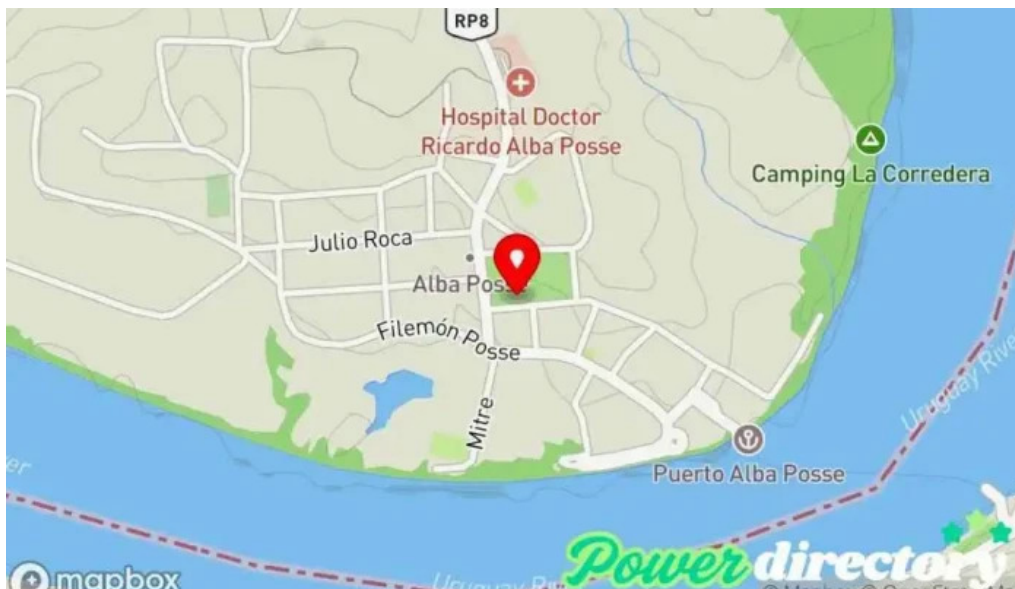 RP8
Hospital Doctor
Ricardo Alba Posse
Camping La Corredera
Julio Roca
Alba Posse
Filemón Posse
Mitre
Uruguay River
Puerto Alba Posse
mapbox
Uruguay
Power directory